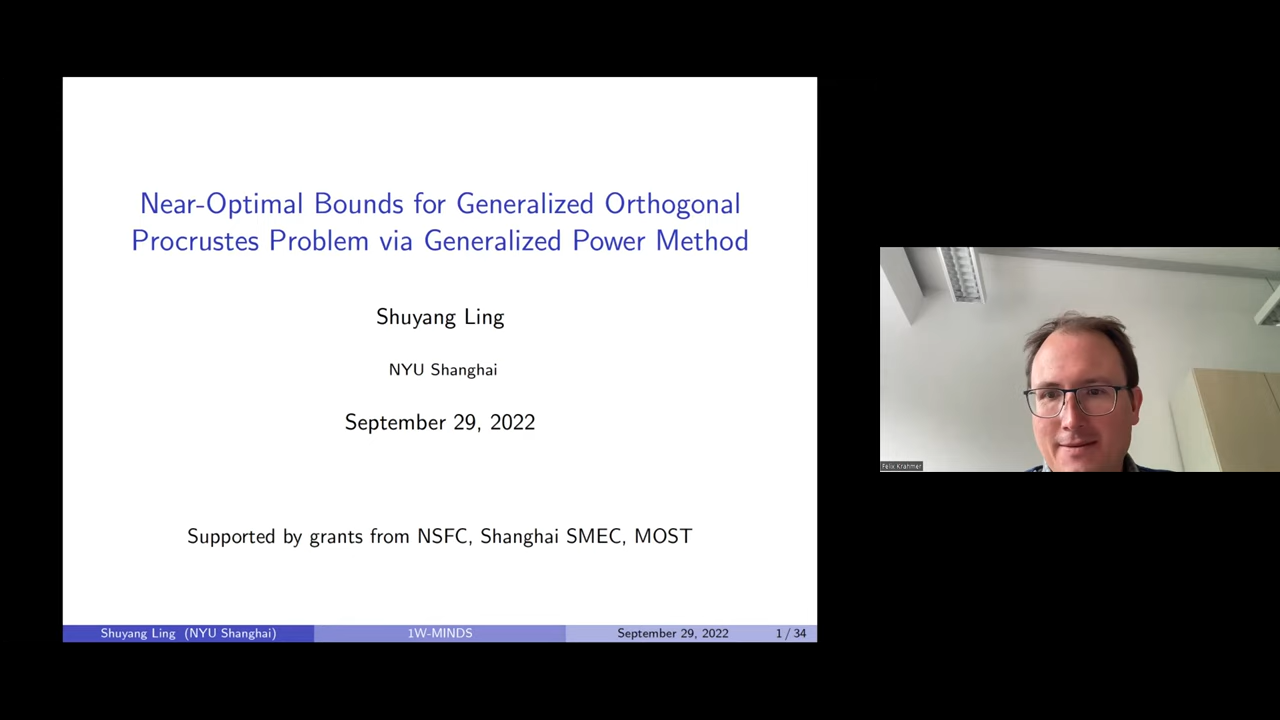 Near-Optimal Bounds for Generalized Orthogonal
Procrustes Problem via Generalized Power Method
Shuyang Ling
NYU Shanghai
September 29, 2022
Supported by grants from NSFC, Shanghai SMEC, MOST
Shuyang Ling (NYU Shanghai)
1W-MINDS
September 29, 2022
1 / 34
Felix Krahmer